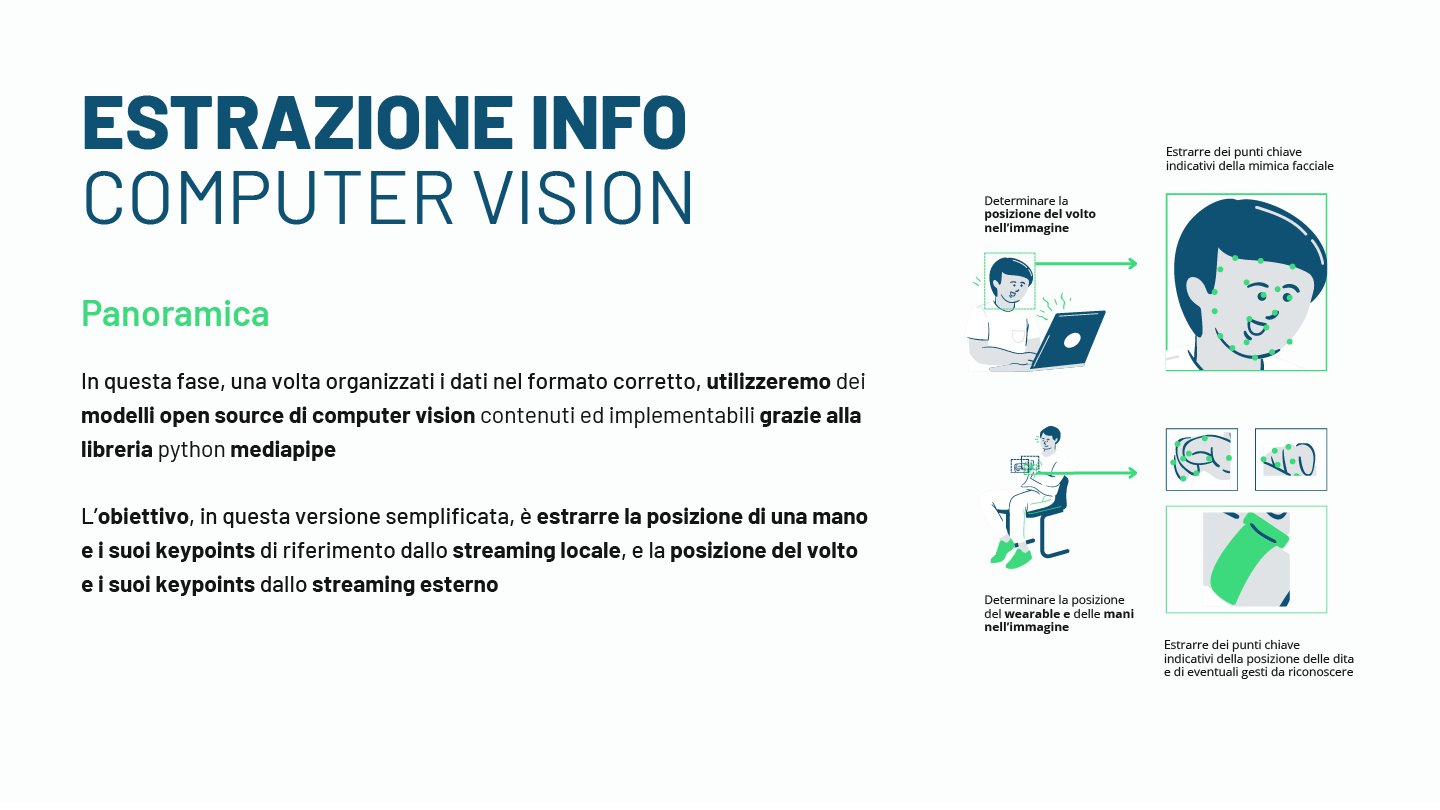 ESTRAZIONE INFO
COMPUTER VISION
Panoramica
In questa fase, una volta organizzati i dati nel formato corretto, utilizzeremo dei
modelli open source di computer vision contenuti ed implementabili grazie alla
libreria python mediapipe
L'obiettivo, in questa versione semplificata, è estrarre la posizione di una mano
e i suoi keypoints di riferimento dallo streaming locale, e la posizione del volto
e i suoi keypoints dallo streaming esterno
Estrarre dei punti chiave
indicativi della mimica facciale
Determinare la
posizione del volto
nell'immagine
Determinare la posizione
del wearable e delle mani
nell'immagine
Estrarre dei punti chiave
indicativi della posizione delle dita
e di eventuali gesti da riconoscere